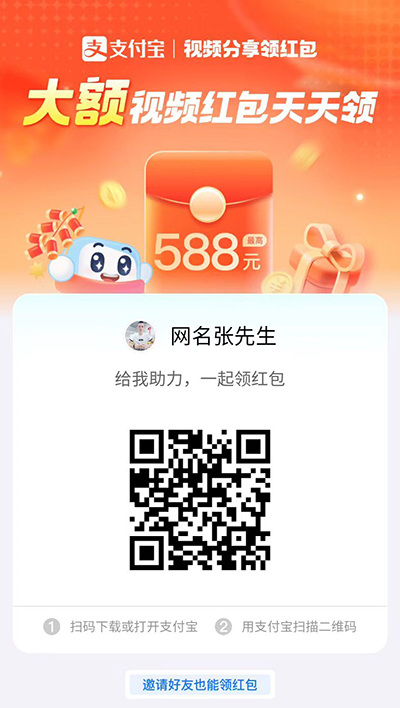 支付宝 | 视频分享领红包
大额视频红包天天领
588元 最高
网名张先生
给我助力，一起领红包
1 扫码下载或打开支付宝 2 用支付宝扫描二维码
邀请好友也能领红包